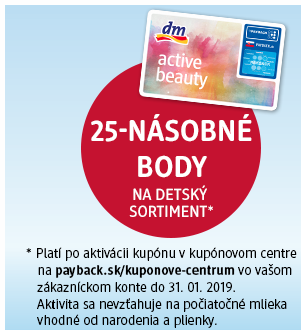 dm
active
beauty
PAYBACK
25-NÁSOBNÉ
BODY
NA DETSKÝ
SORTIMENT*
* Platí po aktivácii kupónu v kupónovom centre
na payback.sk/kuponove-centrum vo vašom
zákazníckom konte do 31. 01. 2019.
Aktivita sa nevzťahuje na počiatočné mlieka
vhodné od narodenia a plienky.